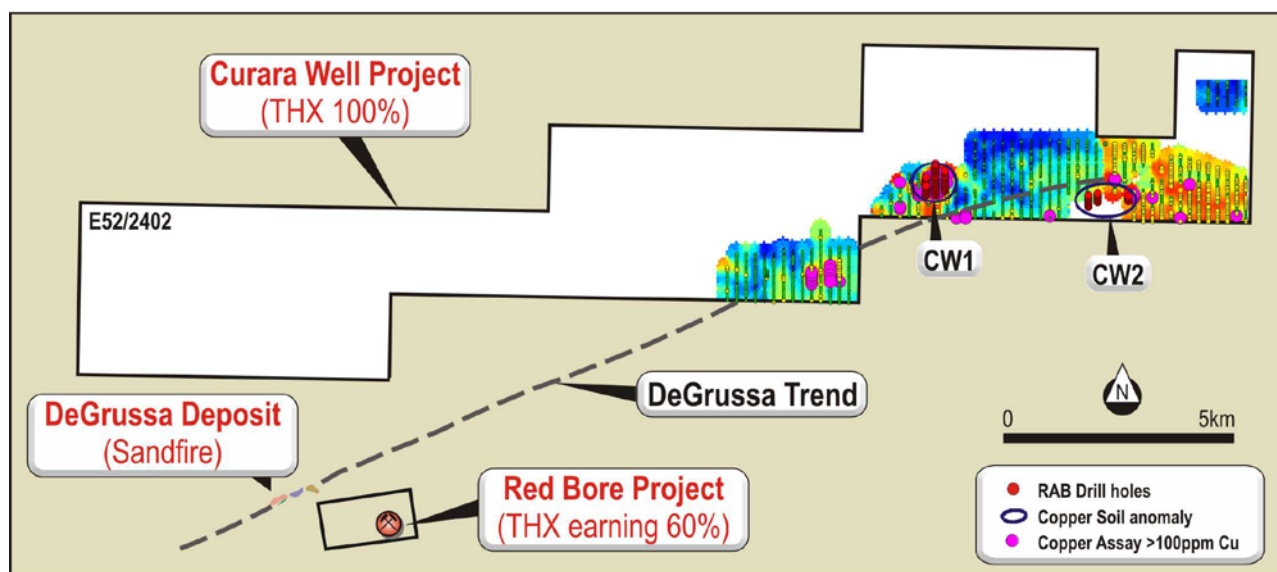 Curara Well Project
(THX 100%)
E52/2402
CW1
CW2
DeGrussa Trend
N
DeGrussa Deposit
(Sandfire)
0 5km
Red Bore Project
(THX earning 60%)
RAB Drill holes
Copper Soil anomaly
Copper Assay >100ppm Cu